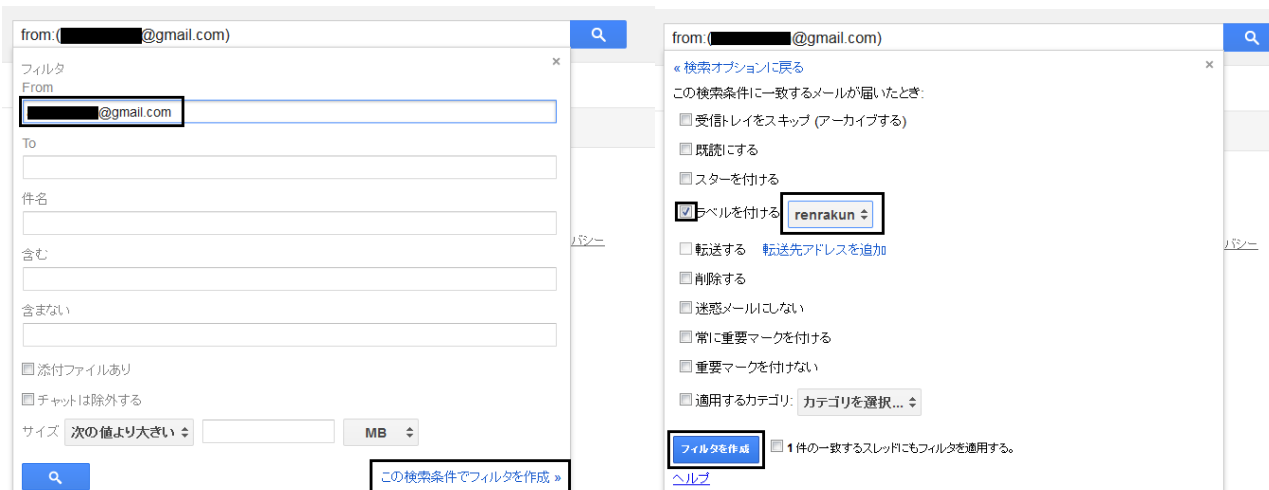 from:( @gmail.com)
フィルタ
From
@gmail.com
To
件名
含む
含まない
添付ファイルあり
チャットは除外する
サイズ 次の値より大きい MB
この検索条件でフィルタを作成 »
バシー
from:( @gmail.com)
« 検索オプションに戻る
この検索条件に一致するメールが届いたとき:
受信トレイをスキップ (アーカイブする)
既読にする
スターを付ける
ラベルを付ける renrakun
転送する 転送先アドレスを追加
削除する
迷惑メールにしない
常に重要マークを付ける
重要マークを付けない
適用するカテゴリ: カテゴリを選択...
フィルタを作成 1 件の一致するスレッドにもフィルタを適用する。
ヘルプ
バシー